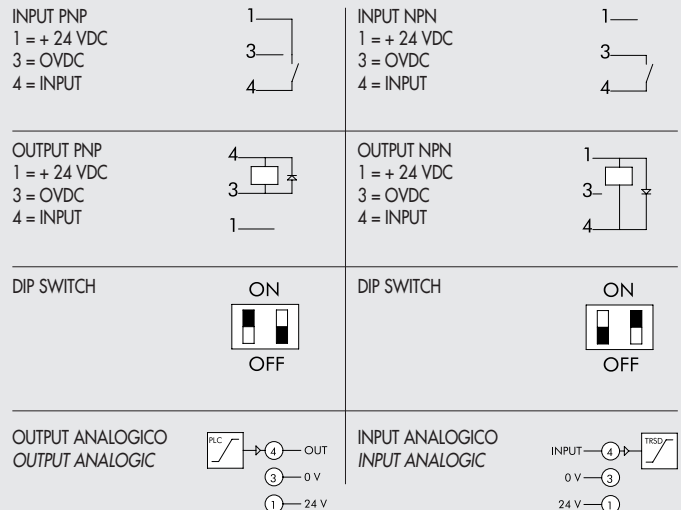 INPUT PNP
1 = + 24 VDC
3 = OVDC
4 = INPUT
1
3
4
INPUT NPN
1 = + 24 VDC
3 = OVDC
4 = INPUT
1
3
4
OUTPUT PNP
1 = + 24 VDC
3 = OVDC
4 = INPUT
4
3
1
OUTPUT NPN
1 = + 24 VDC
3 = OVDC
4 = INPUT
1
3
4
DIP SWITCH
ON
OFF
DIP SWITCH
ON
OFF
OUTPUT ANALOGICO
OUTPUT ANALOGIC
PLC
4 OUT
3 0 V
1 24 V
INPUT ANALOGICO
INPUT ANALOGIC
TRSD
INPUT 4
0 V 3
24 V 1